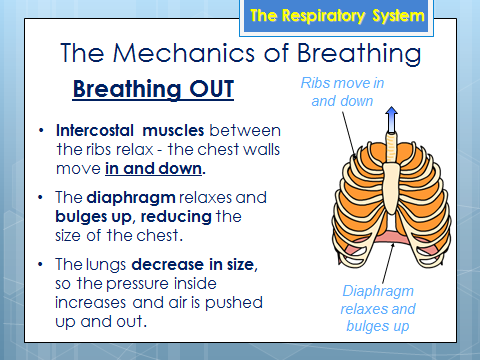 The Respiratory System
The Mechanics of Breathing
Breathing OUT
• Intercostal muscles between
the ribs relax - the chest walls
move in and down.
• The diaphragm relaxes and
bulges up, reducing the
size of the chest.
• The lungs decrease in size,
so the pressure inside
increases and air is pushed
up and out.
Ribs move in
and down
Diaphragm
relaxes and
bulges up